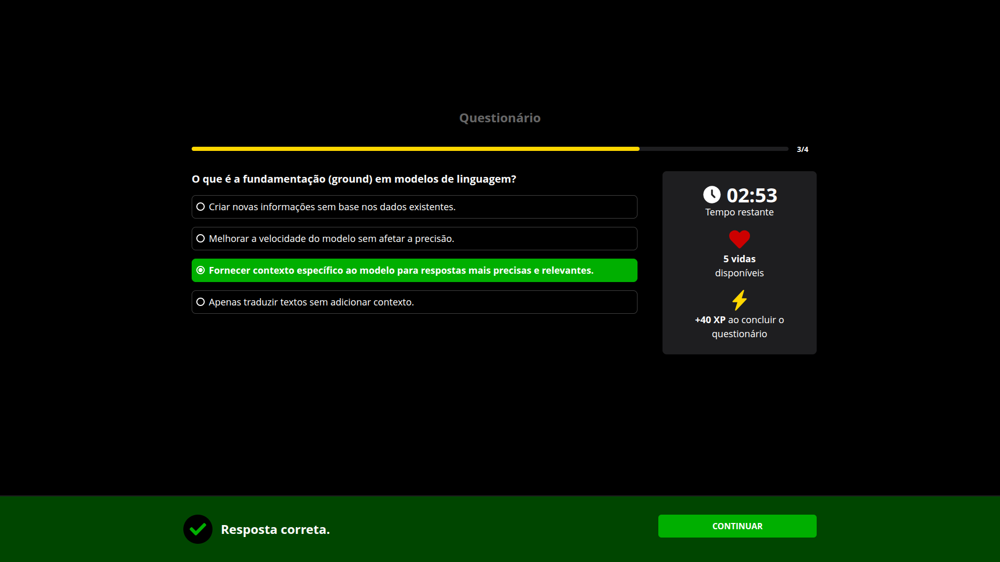 Questionário
3/4
O que é a fundamentação (ground) em modelos de linguagem?
Criar novas informações sem base nos dados existentes.
Melhorar a velocidade do modelo sem afetar a precisão.
Fornecer contexto específico ao modelo para respostas mais precisas e relevantes.
Apenas traduzir textos sem adicionar contexto.
02:53
Tempo restante
5 vidas
disponíveis
+40 XP ao concluir o
questionário
Resposta correta.
CONTINUAR